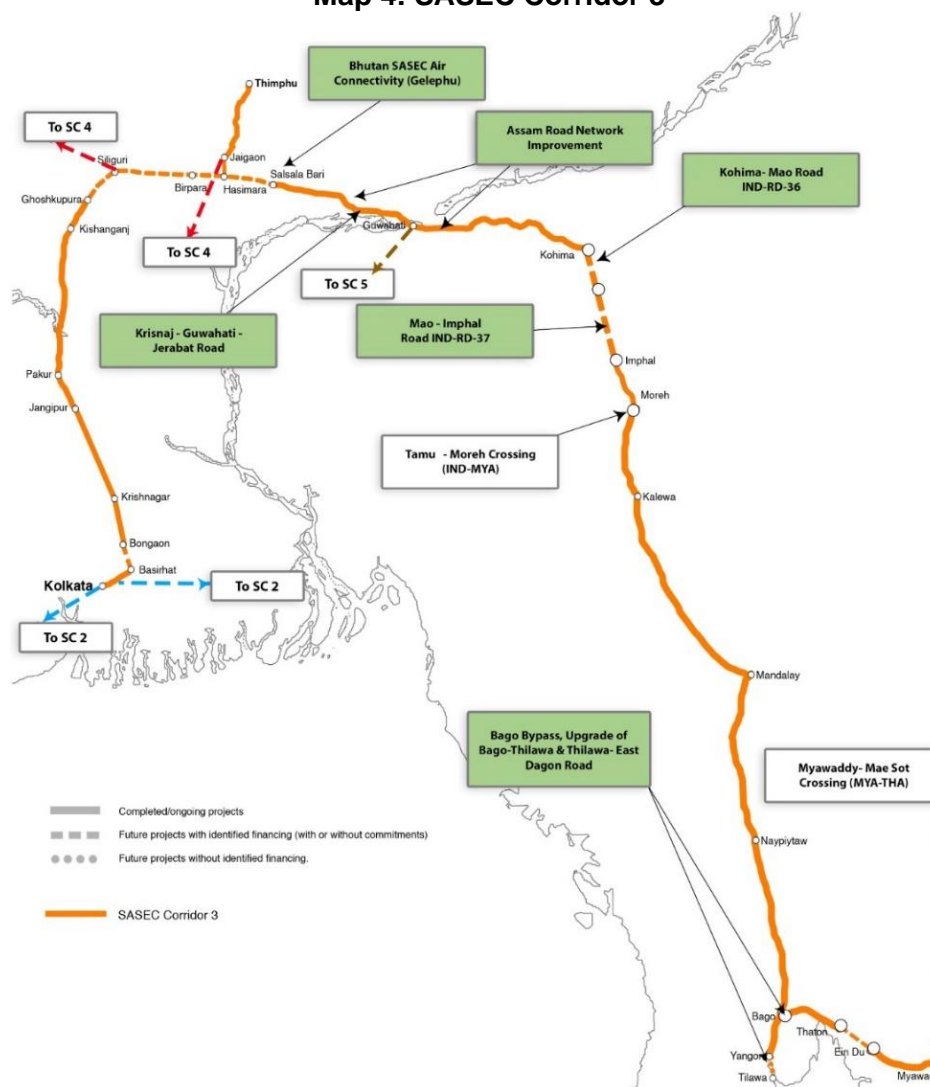 Map 4: SASEC Corridor 3
Bhutan SASEC Air
Connectivity (Gelephu)
Thimphu
To SC 4
Assam Road Network
Improvement
Siliguri
Jaigaon
Birpara
Hasimara
Salsala Bari
Kohima- Mao Road
IND-RD-36
Ghoshkupura
Kishanganj
Guwahati
To SC 4
Kohima
To SC 5
Krisnaj - Guwahati -
Jerabat Road
Mao - Imphal
Road IND-RD-37
Imphal
Pakur
Moreh
Jangipur
Tamu - Moreh Crossing
(IND-MYA)
Kalewa
Krishnagar
Bongaon
Basirhat
Kolkata
To SC 2
To SC 2
Mandalay
Bago Bypass, Upgrade of
Bago-Thilawa & Thilawa- East
Dagon Road
Myawaddy- Mae Sot
Crossing (MYA-THA)
Completed/ongoing projects
Future projects with identified financing (with or without commitments)
Future projects without identified financing.
Naypiytaw
SASEC Corridor 3
Bago
Thaton
Ein Du
Yangon
Myawa
Tilawa